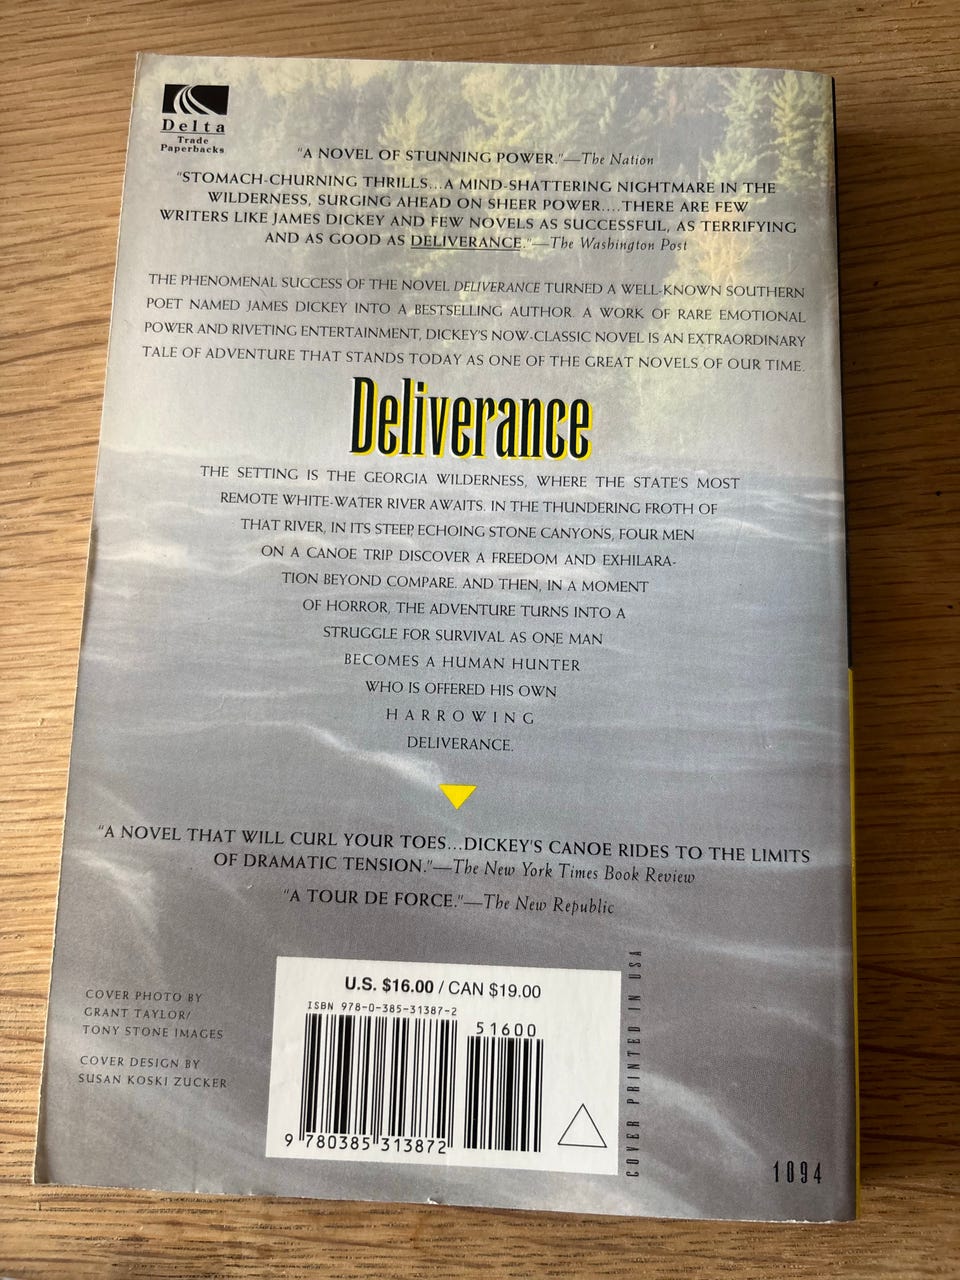 Delta
Trade
Paperbacks
"A NOVEL OF STUNNING POWER."—The Nation
"STOMACH-CHURNING THRILLS...A MIND-SHATTERING NIGHTMARE IN THE
WILDERNESS, SURGING AHEAD ON SHEER POWER....THERE ARE FEW
WRITERS LIKE JAMES DICKEY AND FEW NOVELS AS SUCCESSFUL, AS TERRIFYING
AND AS GOOD AS DELIVERANCE."—The Washington Post
THE PHENOMENAL SUCCESS OF THE NOVEL DELIVERANCE TURNED A WELL-KNOWN SOUTHERN
POET NAMED JAMES DICKEY INTO A BESTSELLING AUTHOR. A WORK OF RARE EMOTIONAL
POWER AND RIVETING ENTERTAINMENT, DICKEY'S NOW-CLASSIC NOVEL IS AN EXTRAORDINARY
TALE OF ADVENTURE THAT STANDS TODAY AS ONE OF THE GREAT NOVELS OF OUR TIME.
Deliverance
THE SETTING IS THE GEORGIA WILDERNESS, WHERE THE STATE'S MOST
REMOTE WHITE-WATER RIVER AWAITS. IN THE THUNDERING FROTH OF
THAT RIVER, IN ITS STEEP, ECHOING STONE CANYONS, FOUR MEN
ON A CANOE TRIP DISCOVER A FREEDOM AND EXHILARA-
TION BEYOND COMPARE. AND THEN, IN A MOMENT
OF HORROR, THE ADVENTURE TURNS INTO A
STRUGGLE FOR SURVIVAL AS ONE MAN
BECOMES A HUMAN HUNTER
WHO IS OFFERED HIS OWN
HARROWING
DELIVERANCE.
"A NOVEL THAT WILL CURL YOUR TOES...DICKEY'S CANOE RIDES TO THE LIMITS
OF DRAMATIC TENSION."—The New York Times Book Review
"A TOUR DE FORCE."—The New Republic
COVER PHOTO BY
GRANT TAYLOR/
TONY STONE IMAGES
COVER DESIGN BY
SUSAN KOSKI ZUCKER
U.S. $16.00 / CAN $19.00
ISBN 978-0-385-31387-2
51600
9 780385 313872
COVER PRINTED IN USA
1094